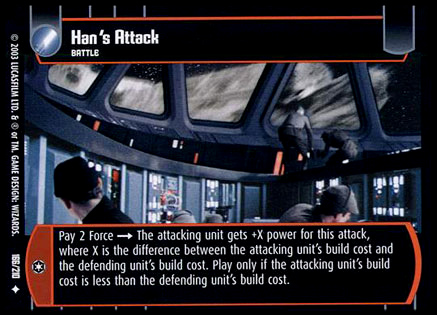 Han's Attack
BATTLE
Pay 2 Force → The attacking unit gets +X power for this attack,
where X is the difference between the attacking unit's build cost and
the defending unit's build cost. Play only if the attacking unit's build
cost is less than the defending unit's build cost.
© 2003 LUCASFILM LTD. & ® or TM. GAME DESIGN: WIZARDS.
166/210